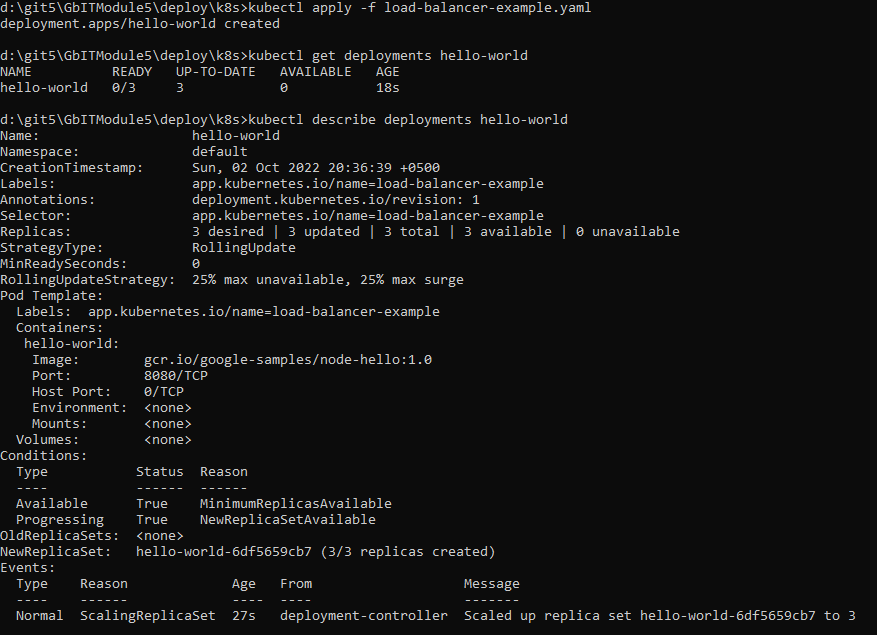 d:\git5\GbITModule5\deploy\k8s>kubectl apply -f load-balancer-example.yaml
deployment.apps/hello-world created
d:\git5\GbITModule5\deploy\k8s>kubectl get deployments hello-world
NAME          READY   UP-TO-DATE   AVAILABLE   AGE
hello-world   0/3     3            0           18s
d:\git5\GbITModule5\deploy\k8s>kubectl describe deployments hello-world
Name:                   hello-world
Namespace:              default
CreationTimestamp:      Sun, 02 Oct 2022 20:36:39 +0500
Labels:                 app.kubernetes.io/name=load-balancer-example
Annotations:            deployment.kubernetes.io/revision: 1
Selector:               app.kubernetes.io/name=load-balancer-example
Replicas:               3 desired | 3 updated | 3 total | 3 available | 0 unavailable
StrategyType:           RollingUpdate
MinReadySeconds:        0
RollingUpdateStrategy:  25% max unavailable, 25% max surge
Pod Template:
  Labels:  app.kubernetes.io/name=load-balancer-example
  Containers:
   hello-world:
    Image:        gcr.io/google-samples/node-hello:1.0
    Port:         8080/TCP
    Host Port:    0/TCP
    Environment:  <none>
    Mounts:       <none>
  Volumes:        <none>
Conditions:
  Type           Status  Reason
  ----           ------  ------
  Available      True    MinimumReplicasAvailable
  Progressing    True    NewReplicaSetAvailable
OldReplicaSets:  <none>
NewReplicaSet:   hello-world-6df5659cb7 (3/3 replicas created)
Events:
  Type    Reason             Age   From                   Message
  ----    ------             ----  ----                   -------
  Normal  ScalingReplicaSet  27s   deployment-controller  Scaled up replica set hello-world-6df5659cb7 to 3